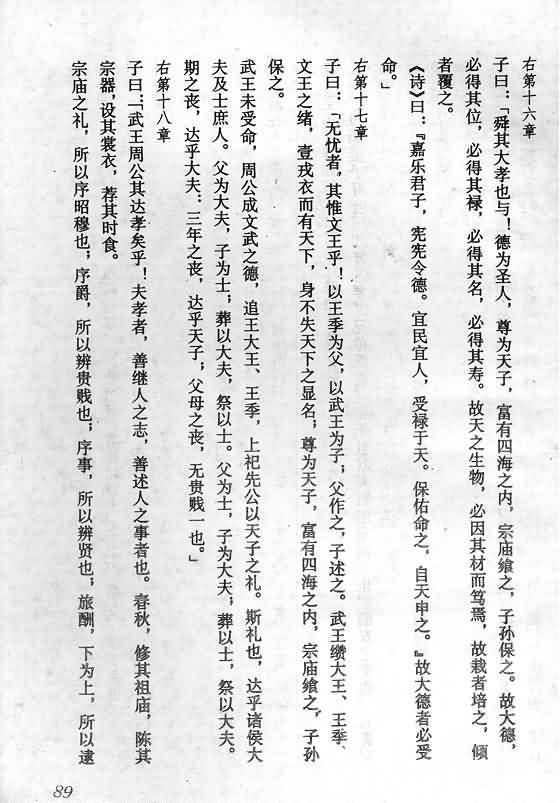 右第十六章
子曰：「舜其大孝也与！德为圣人，尊为天子，富有四海之内，宗庙飨之，子孙保之。故大德，
必得其位，必得其禄，必得其名，必得其寿。故天之生物，必因其材而笃焉，故栽者培之，倾
者覆之。
《诗》曰：『嘉乐君子，宪宪令德。宜民宜人，受禄于天。保佑命之，自天申之。』故大德者必受
命。」
右第十七章
子曰：「无忧者，其惟文王乎！以王季为父，以武王为子；父作之，子述之。武王缵大王、王季、
文王之绪，壹戎衣而有天下，身不失天下之显名；尊为天子，富有四海之内，宗庙飨之，子孙
保之。
武王末受命，周公成文武之德，追王大王、王季，上祀先公以天子之礼。斯礼也，达乎诸侯大
夫及士庶人。父为大夫，子为士；葬以大夫，祭以士。父为士，子为大夫；葬以士，祭以大夫。
期之丧，达乎大夫；三年之丧，达乎天子；父母之丧，无贵贱一也。」
右第十八章
子曰：「武王周公其达孝矣乎！夫孝者，善继人之志，善述人之事者也。春秋，修其祖庙，陈其
宗器，设其裳衣，荐其时食。
宗庙之礼，所以序昭穆也；序爵，所以辨贵贱也；序事，所以辨贤也；旅酬，下为上，所以逮
89